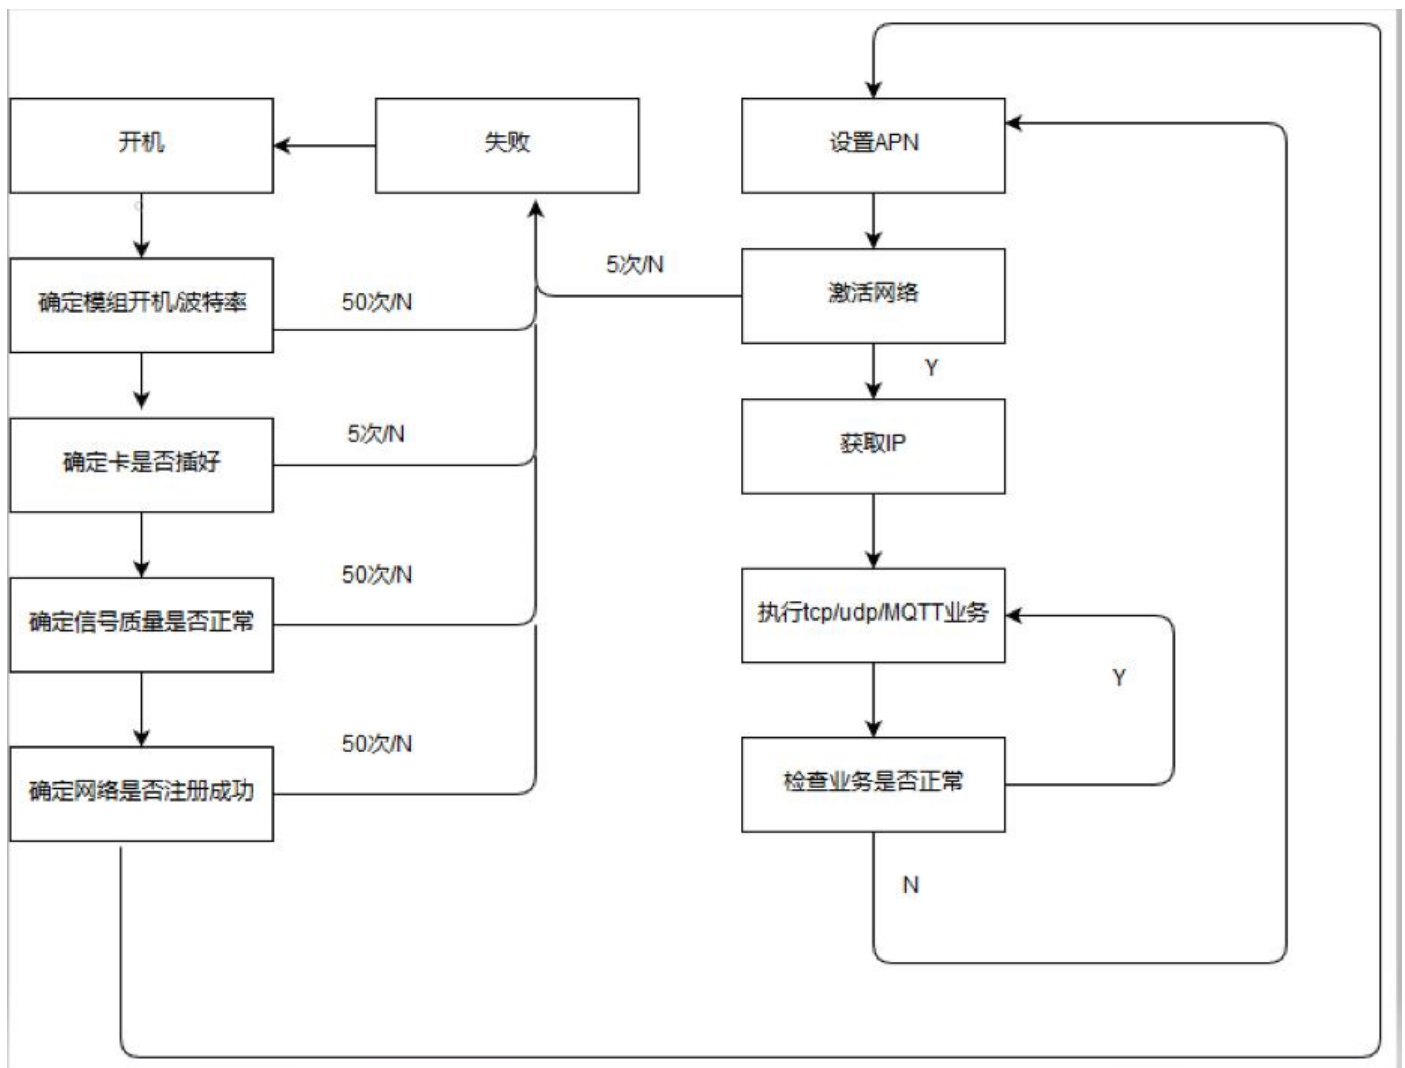 开机
失败
设置APN
5次/N
激活网络
确定模组开机/波特率
50次/N
Y
5次/N
获取IP
确定卡是否插好
50次/N
确定信号质量是否正常
执行tcp/udp/MQTT业务
Y
50次/N
确定网络是否注册成功
检查业务是否正常
N